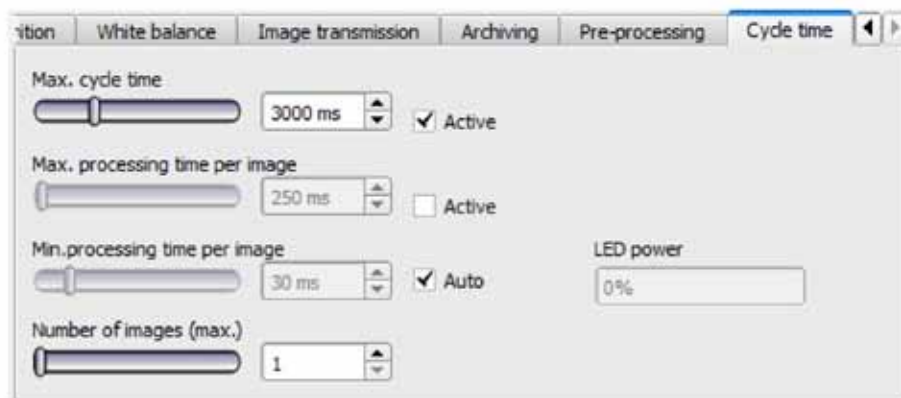 ition White balance Image transmission Archiving Pre-processing Cycle time
Max. cycle time
3000 ms Active
Max. processing time per image
250 ms Active
Min.processing time per image LED power
30 ms Auto 0%
Number of images (max.)
1